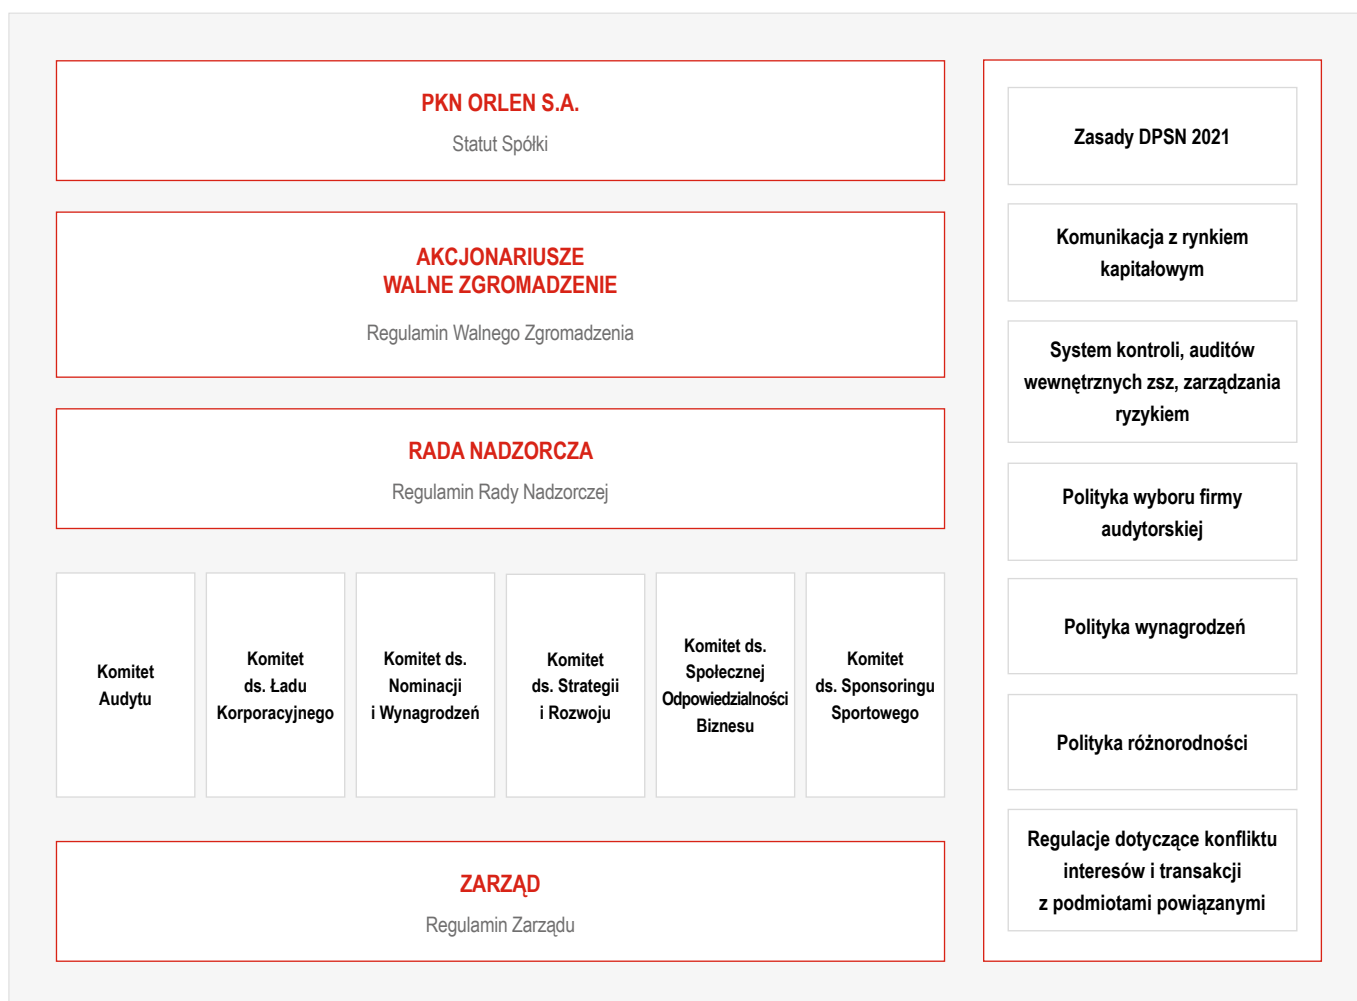 PKN ORLEN S.A.
Statut Spółki
AKCJONARIUSZE
WALNE ZGROMADZENIE
Regulamin Walnego Zgromadzenia
RADA NADZORCZA
Regulamin Rady Nadzorczej
Komitet
Audytu
Komitet
ds. Ładu
Korporacyjnego
Komitet ds.
Nominacji
i Wynagrodzeń
Komitet
ds. Strategii
i Rozwoju
Komitet ds.
Społecznej
Odpowiedzialności
Biznesu
Komitet
ds. Sponsoringu
Sportowego
ZARZĄD
Regulamin Zarządu
Zasady DPSN 2021
Komunikacja z rynkiem
kapitałowym
System kontroli, auditów
wewnętrznych zsz, zarządzania
ryzykiem
Polityka wyboru firmy
audytorskiej
Polityka wynagrodzeń
Polityka różnorodności
Regulacje dotyczące konfliktu
interesów i transakcji
z podmiotami powiązanymi